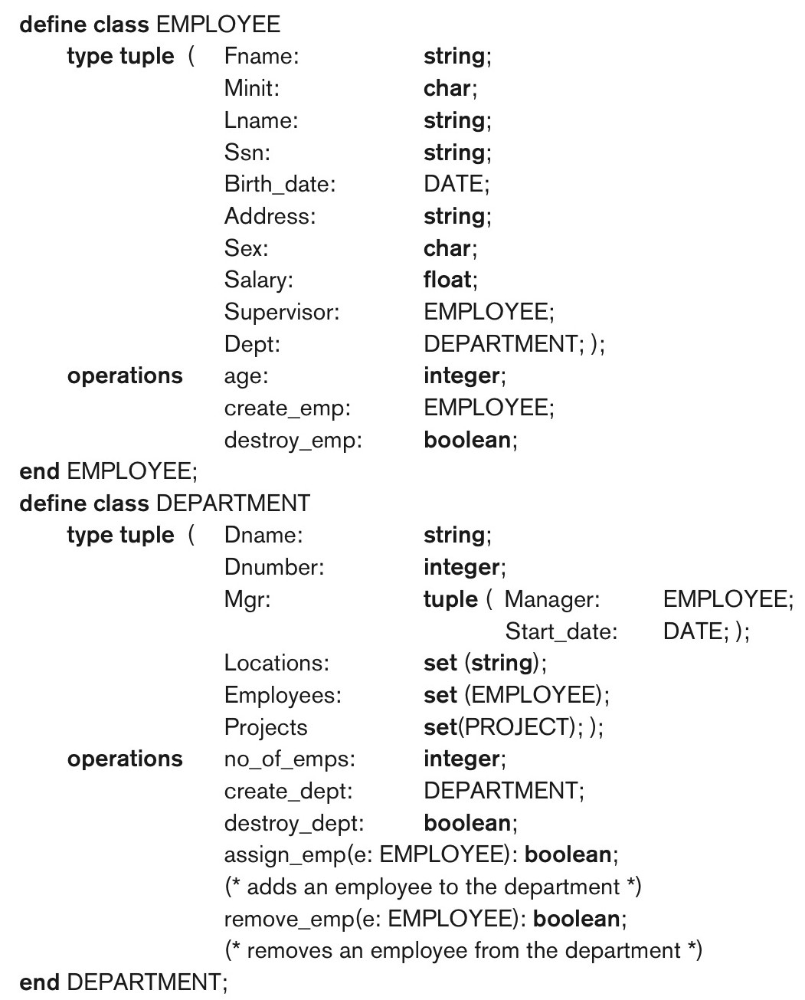 define class EMPLOYEE
type tuple ( Fname: string;
Minit: char;
Lname: string;
Ssn: string;
Birth_date: DATE;
Address: string;
Sex: char;
Salary: float;
Supervisor: EMPLOYEE;
Dept: DEPARTMENT; );
operations age: integer;
create_emp: EMPLOYEE;
destroy_emp: boolean;
end EMPLOYEE;
define class DEPARTMENT
type tuple ( Dname: string;
Dnumber: integer;
Mgr: tuple ( Manager: EMPLOYEE;
Start_date: DATE; );
Locations: set (string);
Employees: set (EMPLOYEE);
Projects set(PROJECT); );
operations no_of_emps: integer;
create_dept: DEPARTMENT;
destroy_dept: boolean;
assign_emp(e: EMPLOYEE): boolean;
(* adds an employee to the department *)
remove_emp(e: EMPLOYEE): boolean;
(* removes an employee from the department *)
end DEPARTMENT;